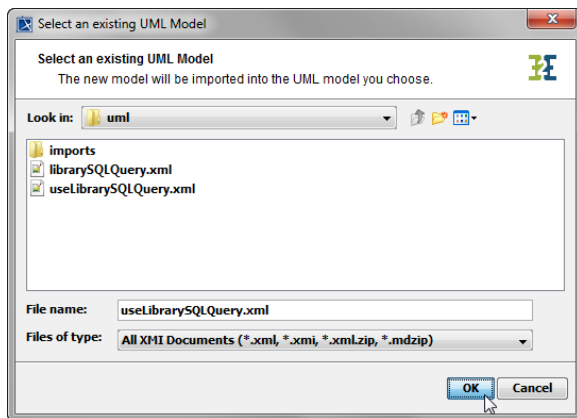 Select an existing UML Model
Select an existing UML Model
The new model will be imported into the UML model you choose.
Look in: uml
imports
librarySQLQuery.xml
useLibrarySQLQuery.xml
File name: useLibrarySQLQuery.xml
Files of type: All XMI Documents (*.xml, *.xmi, *.xml.zip, *.mdzip)
OK Cancel